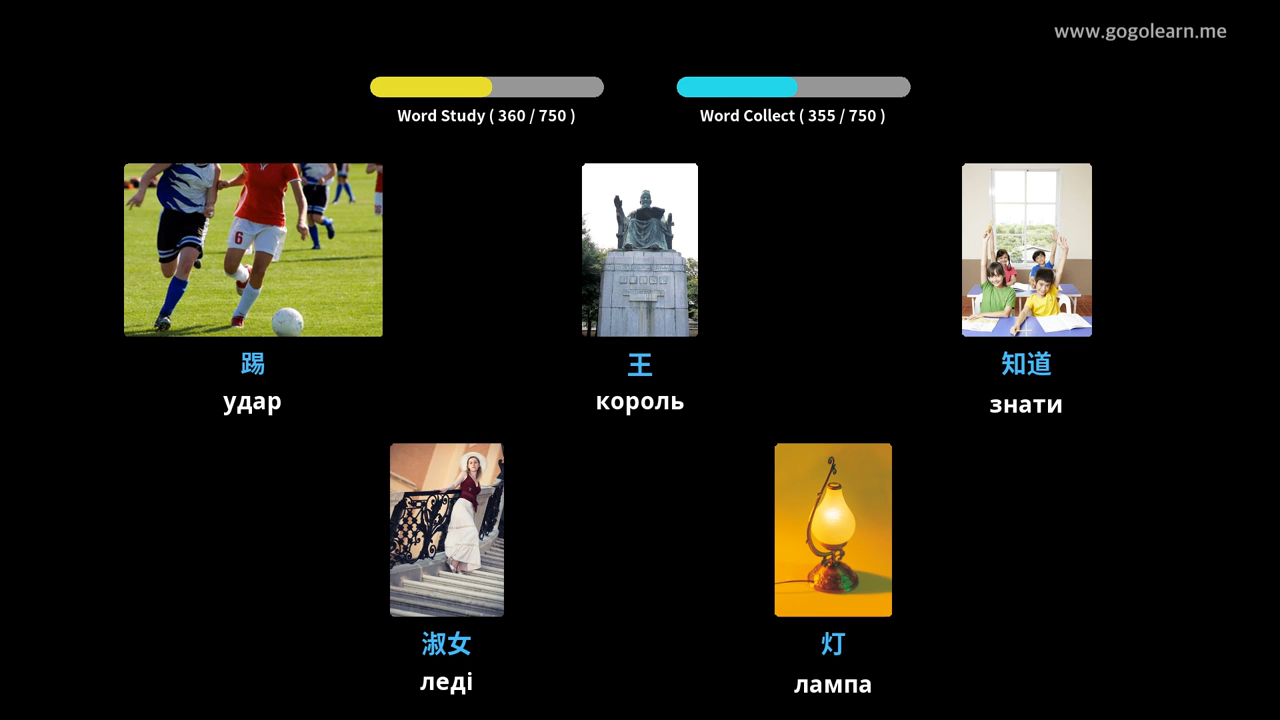 www.gogolearn.me
Word Study ( 360 / 750 )
Word Collect ( 355 / 750 )
踢
удар
王
король
知道
знати
淑女
леді
灯
лампа